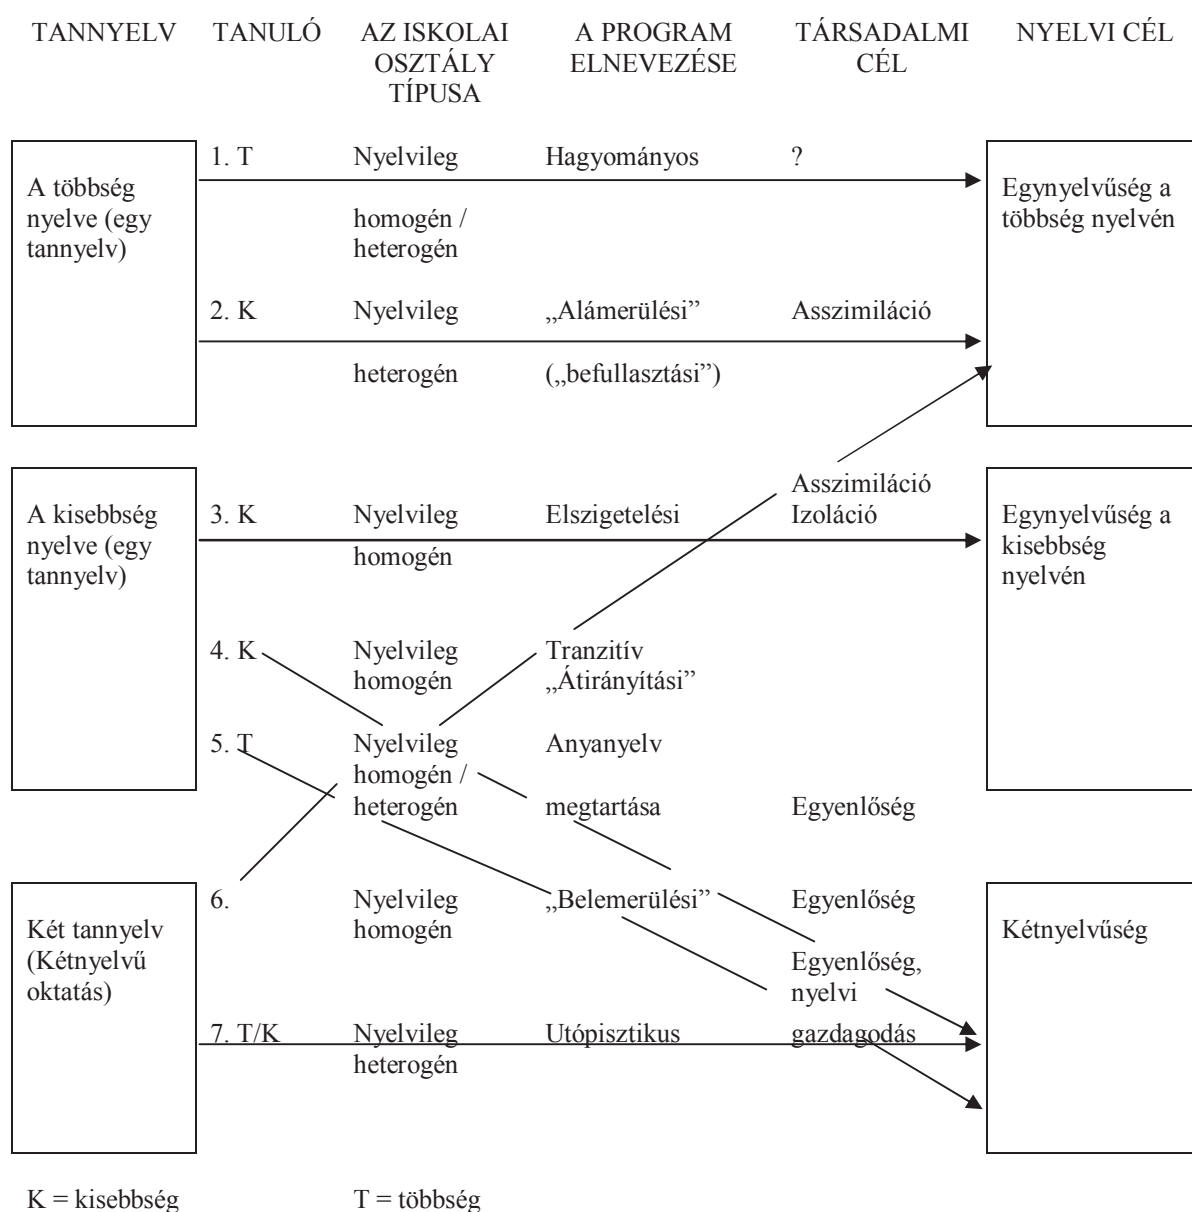 TANNYELV TANULÓ AZ ISKOLAI OSZTÁLY TÍPUSA A PROGRAM ELNEVEZÉSE TÁRSADALMI CÉL NYELVI CÉL
A többség
nyelve (egy
tannyelv)
1. T Nyelvileg Hagyományos ?
homogén /
heterogén
2. K Nyelvileg „Alámerülési” Asszimiláció
heterogén („befullasztási”)
Egynyelvűség a
többség nyelvén
A kisebbség
nyelve (egy
tannyelv)
Asszimiláció
3. K Nyelvileg Elszigetelési Izoláció
homogén
4. K Nyelvileg Tranzitív
homogén „Átirányítási”
5. T Nyelvileg Anyanyelv
homogén /
heterogén megtartása Egyenlőség
Egynyelvűség a
kisebbség
nyelvén
Két tannyelv
(Kétnyelvű
oktatás)
6. Nyelvileg „Belemerülési” Egyenlőség
homogén
Egyenlőség,
nyelvi
7. T/K Nyelvileg Utópisztikus gazdagodás
heterogén
Kétnyelvűség
K = kisebbség T = többség